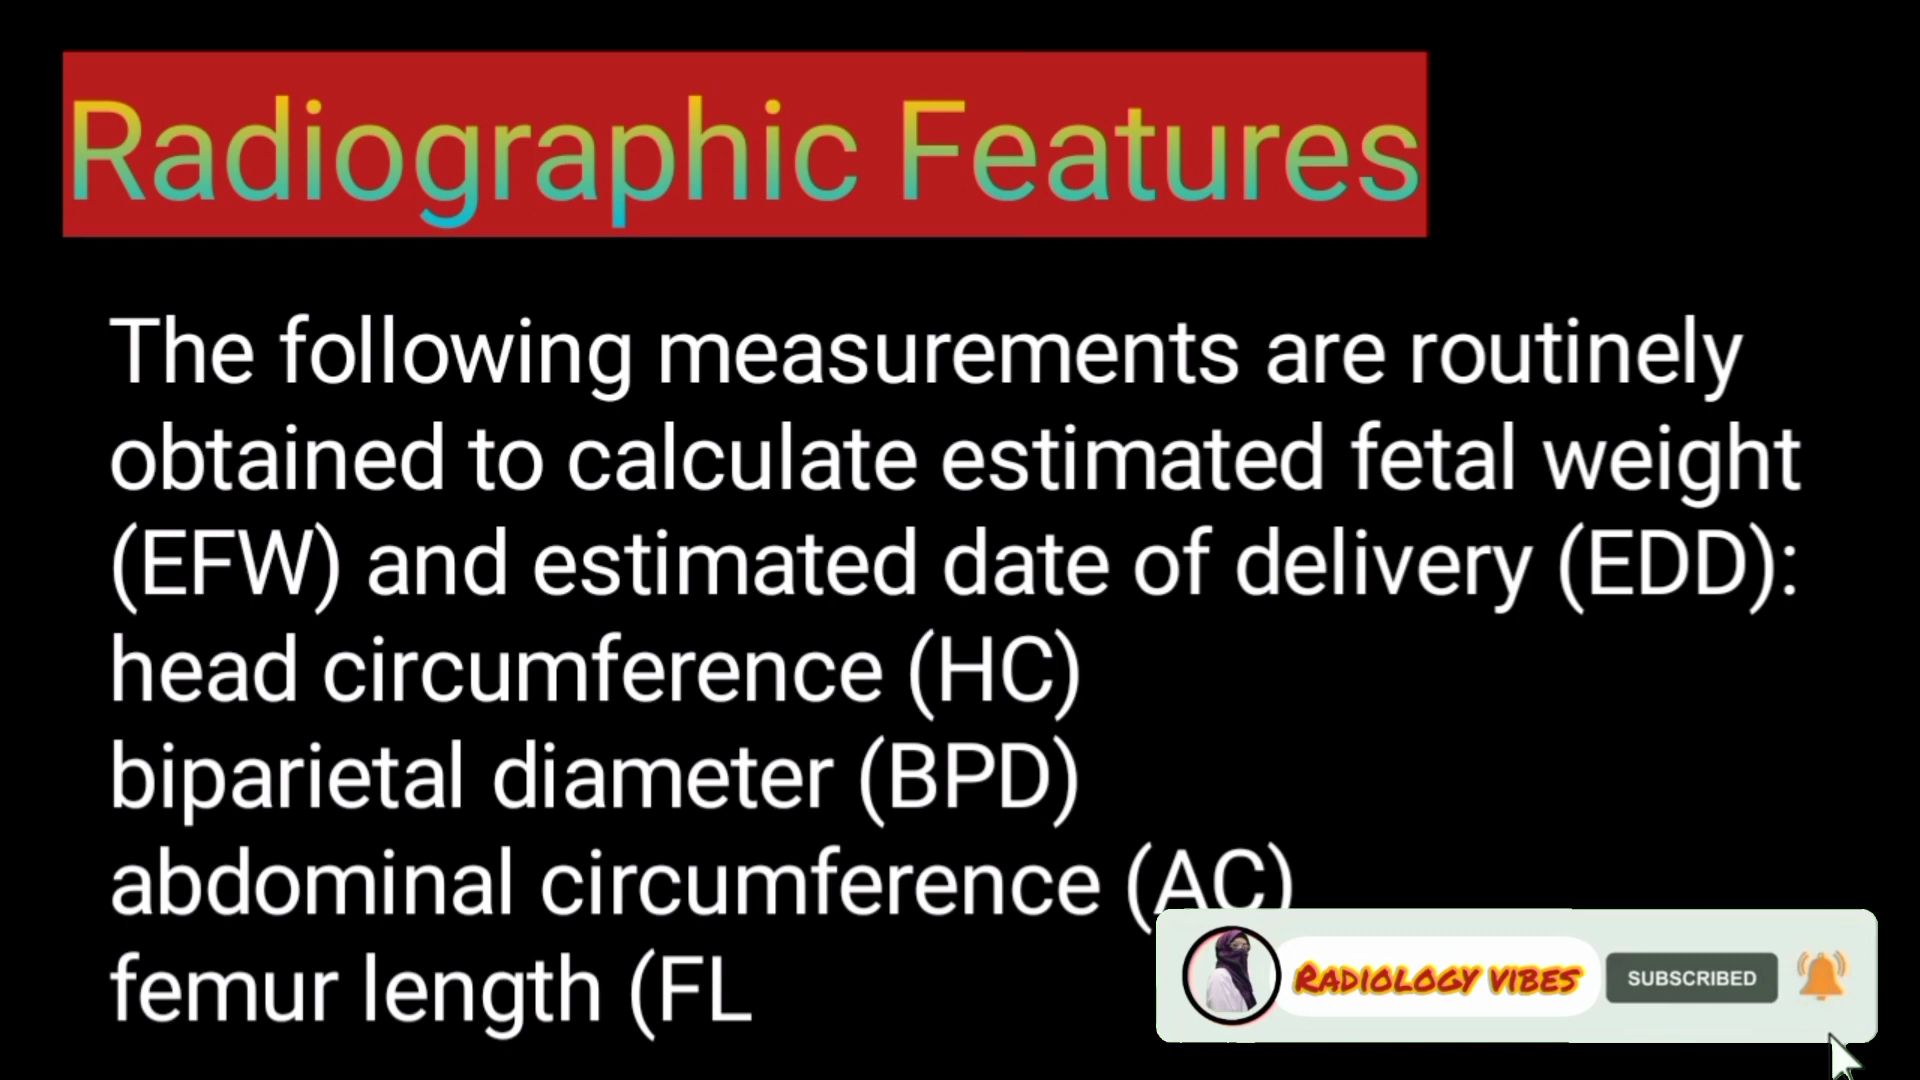 Radiographic Features
The following measurements are routinely
obtained to calculate estimated fetal weight
(EFW) and estimated date of delivery (EDD):
head circumference (HC)
biparietal diameter (BPD)
abdominal circumference (AC)
femur length (FL
RADIOLOGY VIBES
SUBSCRIBED